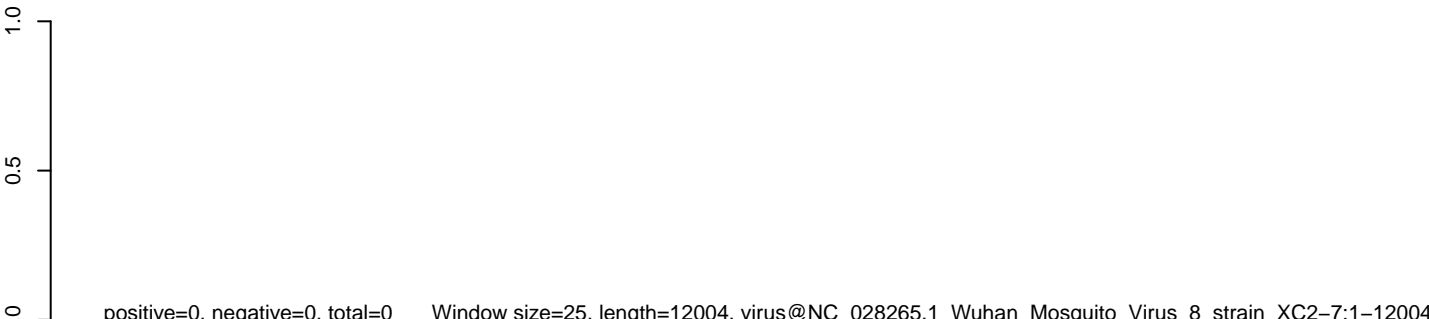 1.0
0.5
0
positive=0, negative=0, total=0 Window size=25, length=12004, virus@NC_028265.1_Wuhan_Mosquito_Virus_8_strain_XC2−7:1−12004